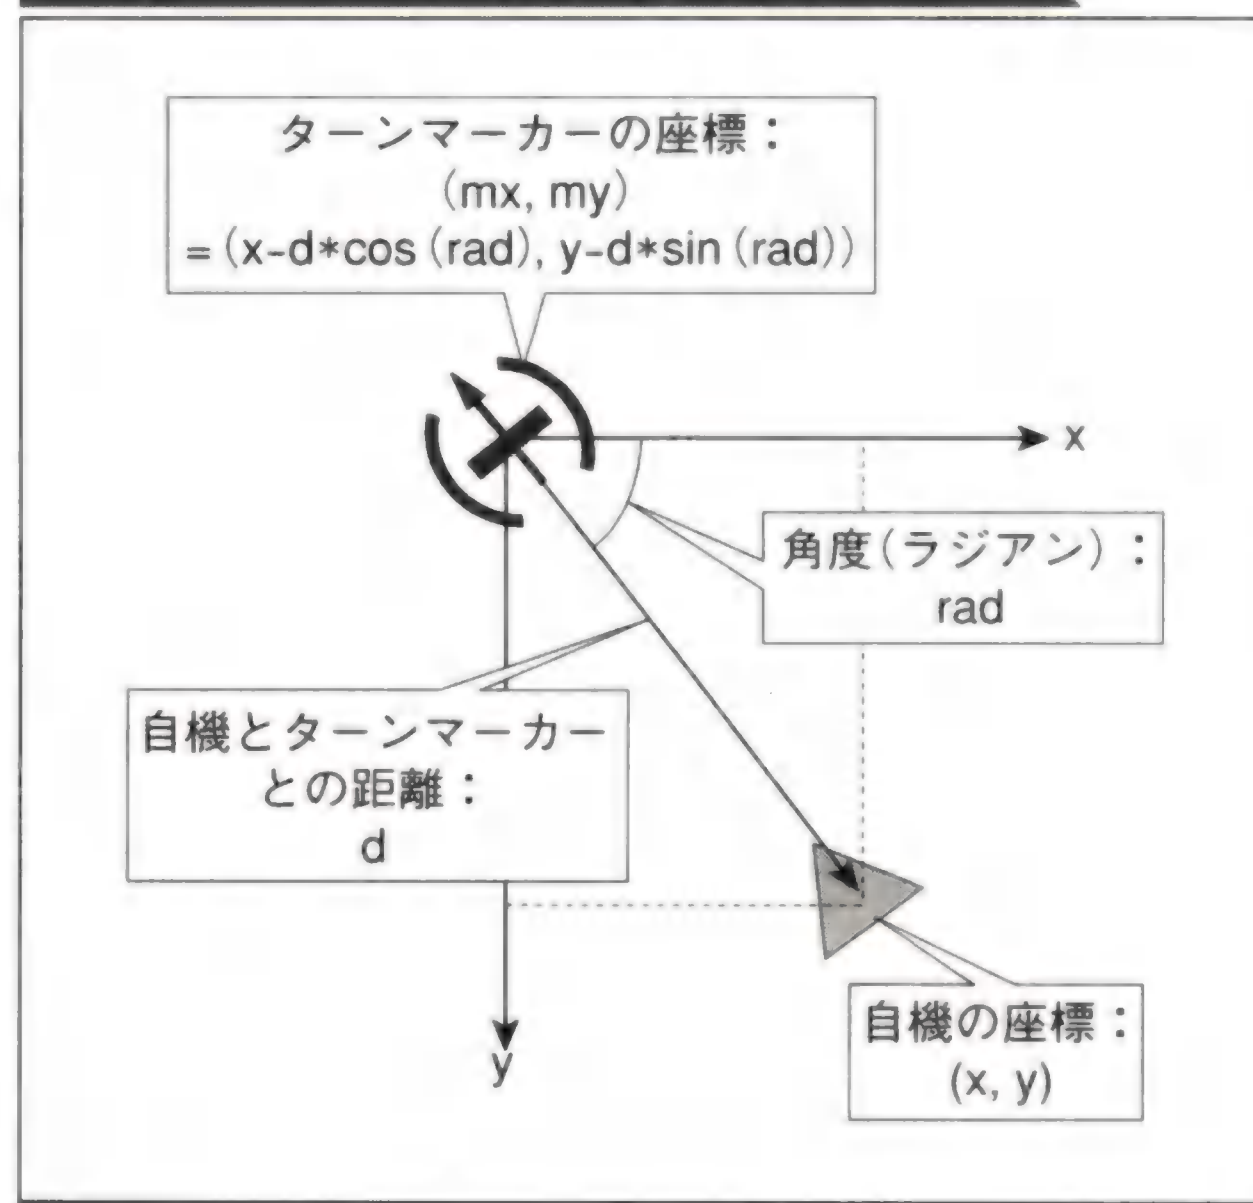 ターンマーカーの座標：
(mx, my)
=(x-d*cos(rad), y-d*sin(rad))
x
角度(ラジアン)：
rad
自機とターンマーカー
との距離：
d
y
自機の座標：
(x, y)